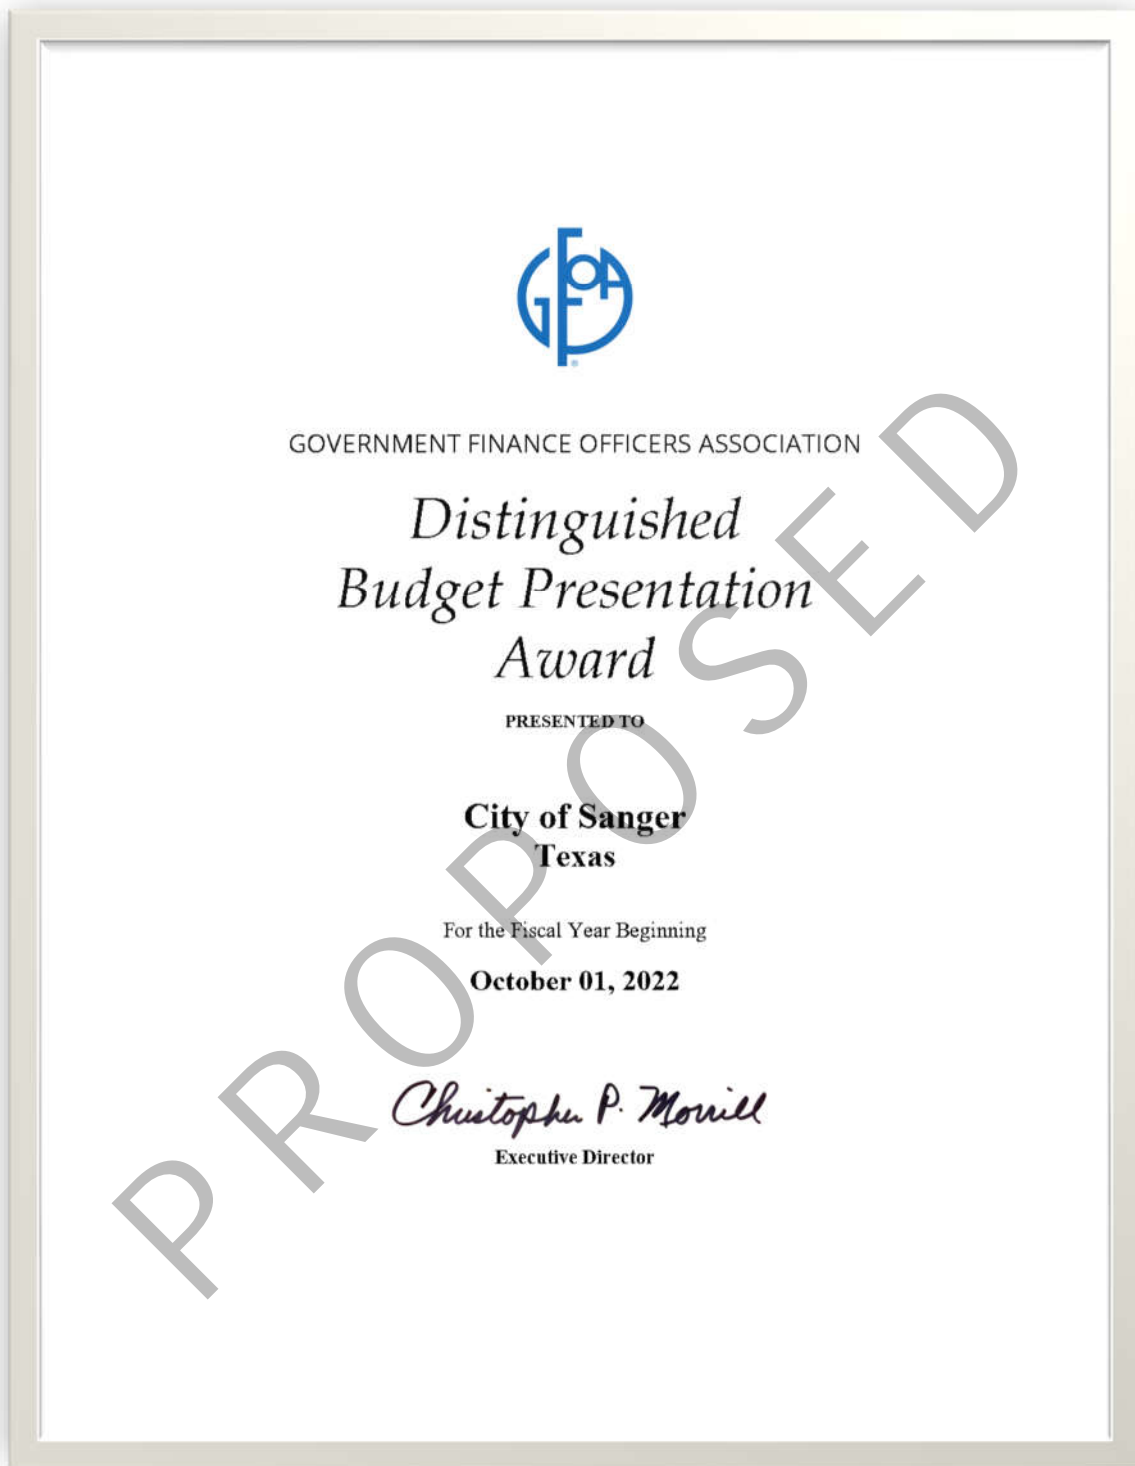 GFOA
GOVERNMENT FINANCE OFFICERS ASSOCIATION
Distinguished
Budget Presentation
Award
PRESENTED TO
City of Sanger
Texas
For the Fiscal Year Beginning
October 01, 2022
Christopher P. Morrill
Executive Director
PROPOSED